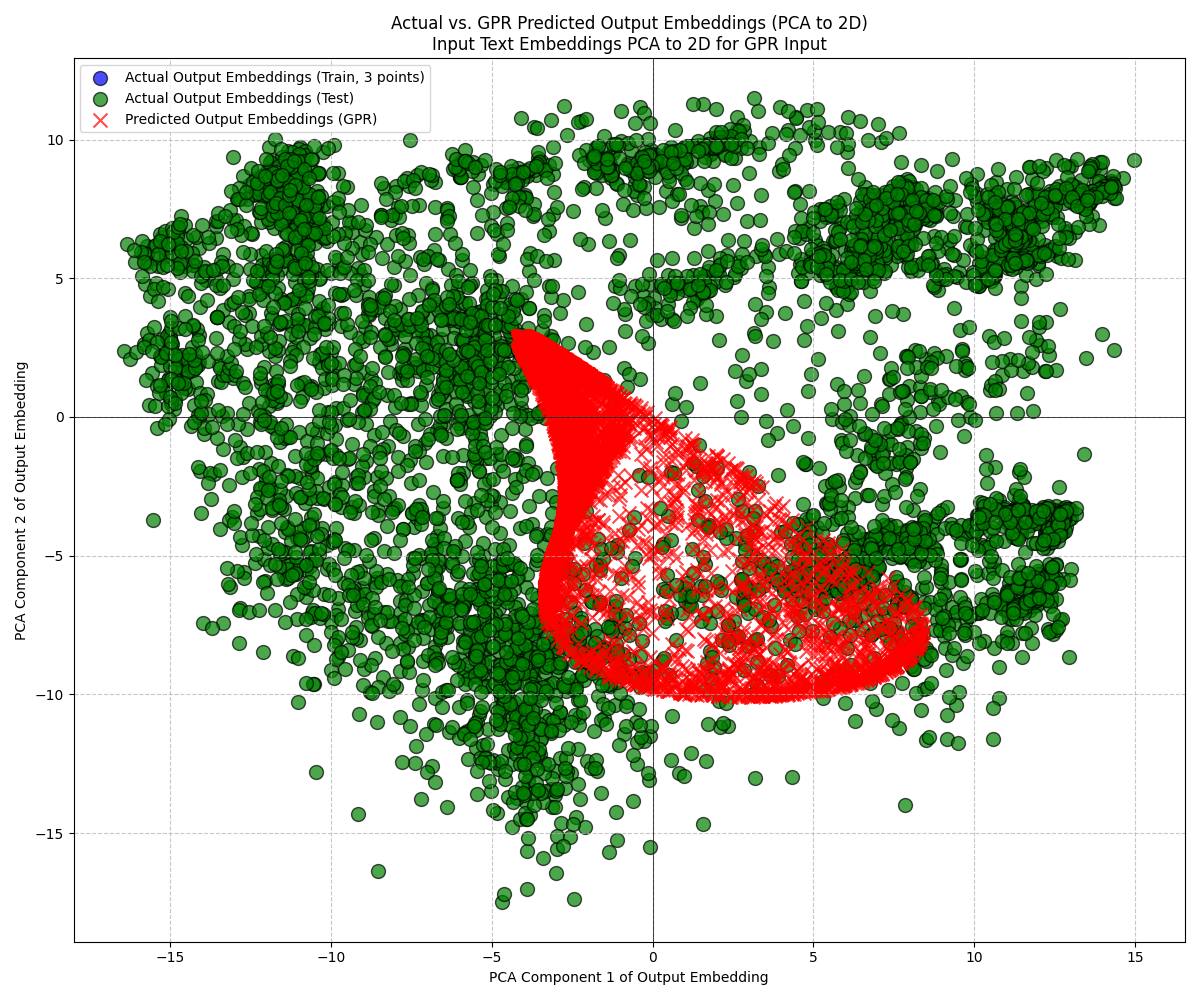 Actual vs. GPR Predicted Output Embeddings (PCA to 2D)
Input Text Embeddings PCA to 2D for GPR Input
Actual Output Embeddings (Train, 3 points)
Actual Output Embeddings (Test)
Predicted Output Embeddings (GPR)
PCA Component 2 of Output Embedding
10
5
0
−5
−10
−15
−15
−10
−5
0
5
10
15
PCA Component 1 of Output Embedding